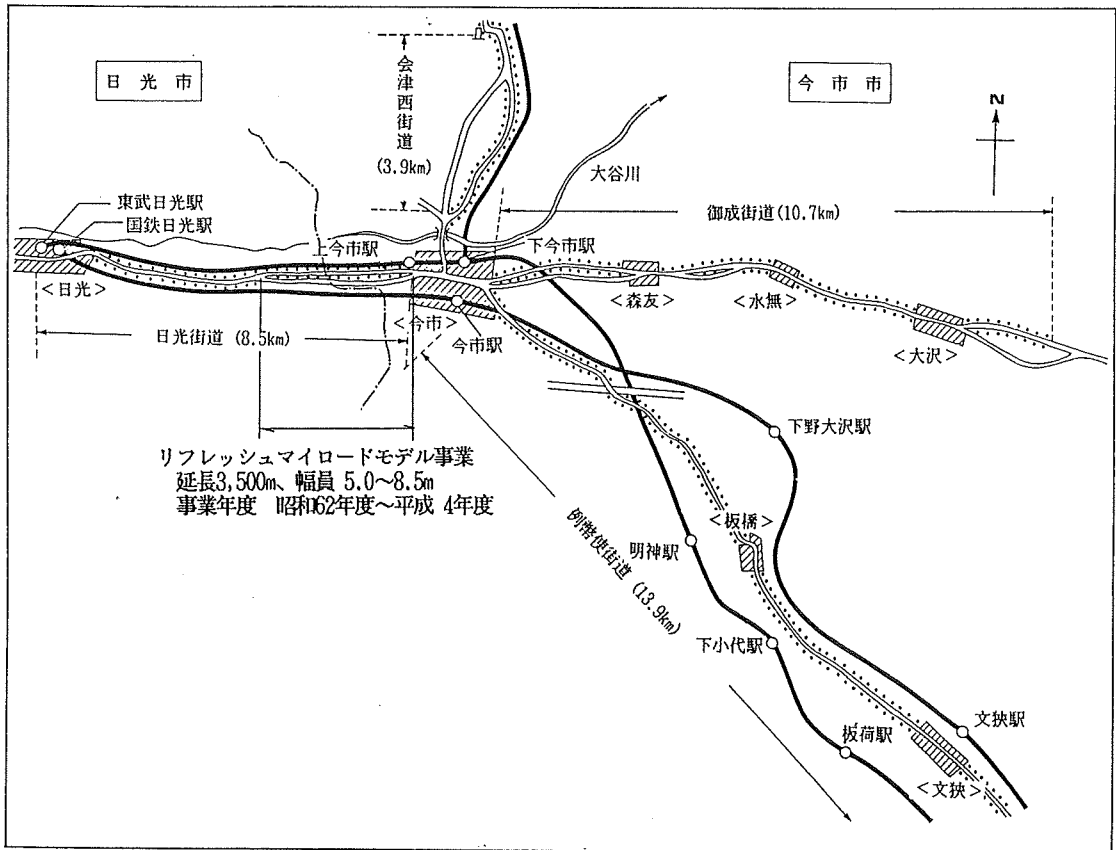 日光市
今市市
会津西街道
(3.9km)
N
大谷川
東武日光駅
国鉄日光駅
御成街道(10.7km)
上今市駅
下今市駅
<日光>
<森友>
<水無>
<今市>
今市駅
日光街道 (8.5km)
<大沢>
下野大沢駅
リフレッシュマイロードモデル事業
延長3,500m、幅員 5.0~8.5m
事業年度 昭和62年度~平成 4年度
<板橋>
明神駅
例幣使街道 (13.9km)
下小代駅
文挾駅
板荷駅
<文挾>